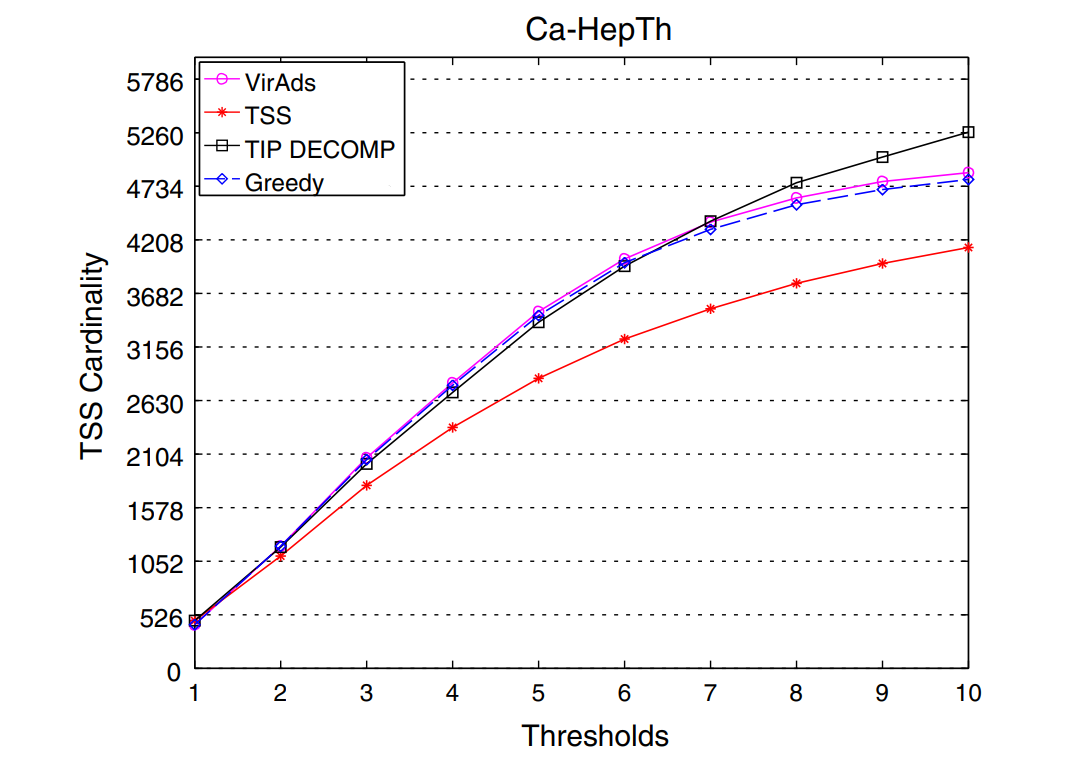 Ca-HepTh
VirAds
TSS
TIP DECOMP
Greedy
5786
5260
4734
4208
3682
3156
2630
2104
1578
1052
526
0
TSS Cardinality
1 2 3 4 5 6 7 8 9 10
Thresholds